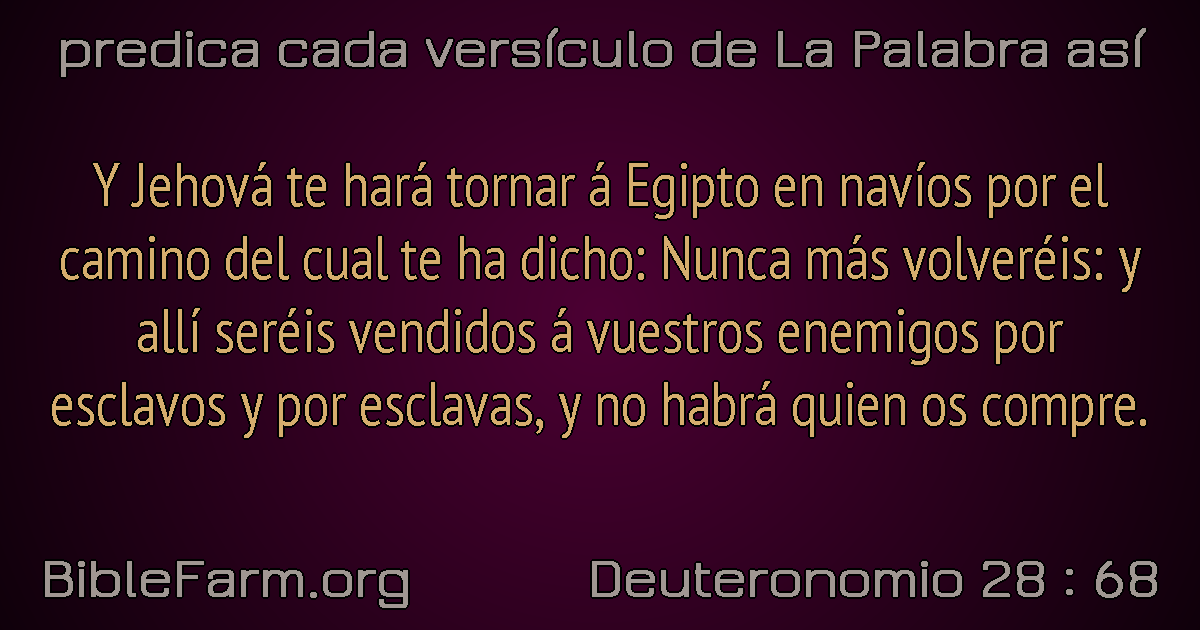 predica cada versículo de La Palabra así
Y Jehová te hará tornar á Egipto en navíos por el
camino del cual te ha dicho: Nunca más volveréis: y
allí seréis vendidos á vuestros enemigos por
esclavos y por esclavas, y no habrá quien os compre.
BibleFarm.org
Deuteronomio 28 : 68